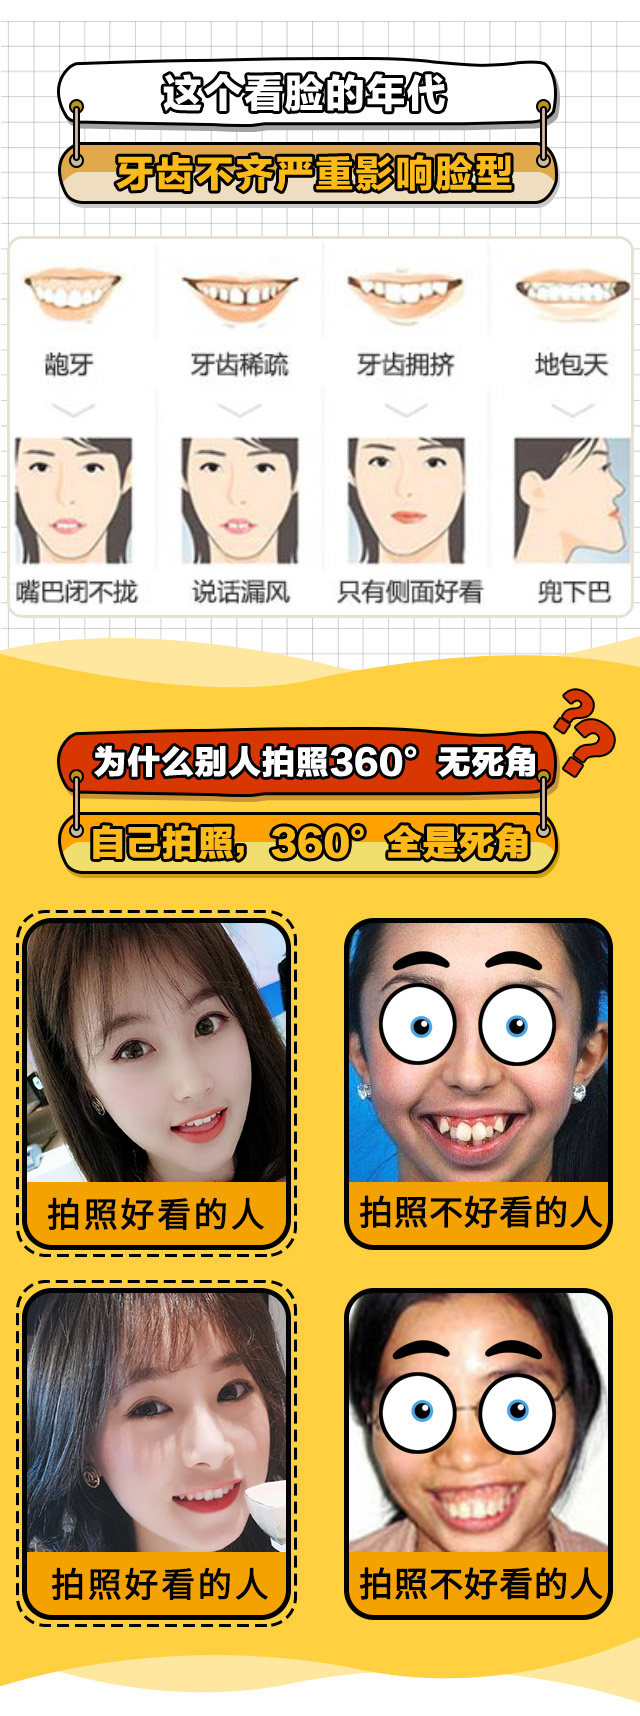 这个看脸的年代
牙齿不齐严重影响脸型
龅牙 牙齿稀疏 牙齿拥挤 地包天
嘴巴闭不拢 说话漏风 只有侧面好看 兜下巴
??
为什么别人拍照360°无死角
自己拍照，360°全是死角
拍照好看的人 拍照不好看的人
拍照好看的人 拍照不好看的人